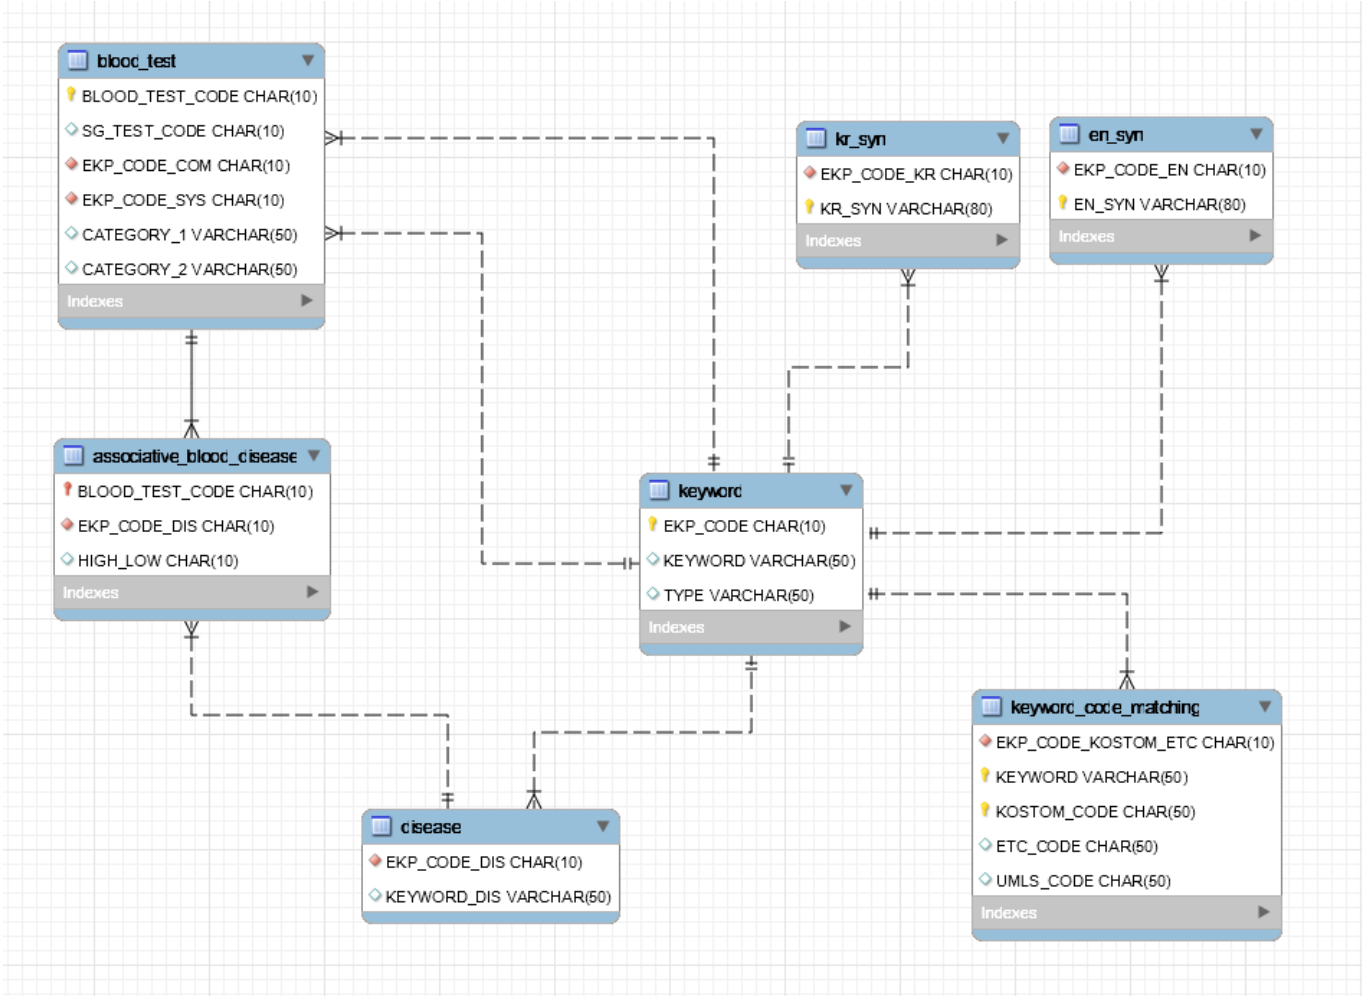 blood_test
BLOOD_TEST_CODE CHAR(10)
SG_TEST_CODE CHAR(10)
EKP_CODE_COM CHAR(10)
EKP_CODE_SYS CHAR(10)
CATEGORY_1 VARCHAR(50)
CATEGORY_2 VARCHAR(50)
Indexes
kr_syn
EKP_CODE_KR CHAR(10)
KR_SYN VARCHAR(80)
Indexes
en_syn
EKP_CODE_EN CHAR(10)
EN_SYN VARCHAR(80)
Indexes
associative_blood_disease
BLOOD_TEST_CODE CHAR(10)
EKP_CODE_DIS CHAR(10)
HIGH_LOW CHAR(10)
Indexes
keyword
EKP_CODE CHAR(10)
KEYWORD VARCHAR(50)
TYPE VARCHAR(50)
Indexes
keyword_code_matching
EKP_CODE_KOSTOM_ETC CHAR(10)
KEYWORD VARCHAR(50)
KOSTOM_CODE CHAR(50)
ETC_CODE CHAR(50)
UMLS_CODE CHAR(50)
Indexes
disease
EKP_CODE_DIS CHAR(10)
KEYWORD_DIS VARCHAR(50)